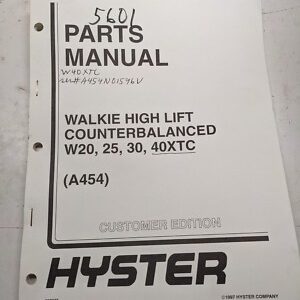 5601
PARTS
MANUAL
W40XTC
WALKIE HIGH LIFT
COUNTERBALANCED
W20, 25, 30, 40XTC
(A454)
CUSTOMER EDITION
HYSTER
©1997 HYSTER COMPANY